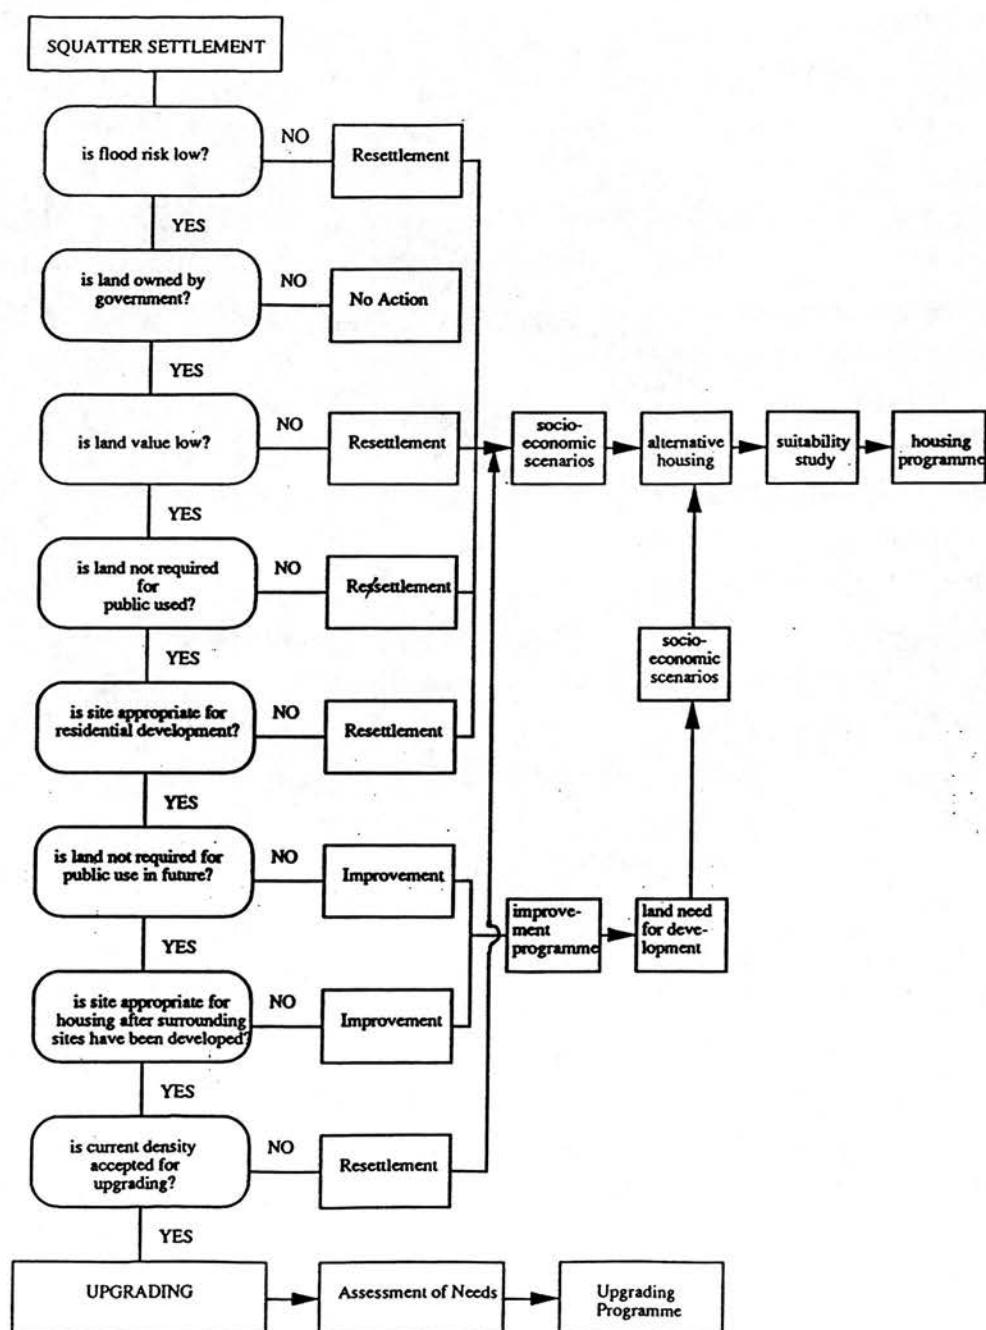 SQUATTER SETTLEMENT
is flood risk low?
NO
Resettlement
YES
is land owned by
government?
NO
No Action
YES
is land value low?
NO
Resettlement
socio-
economic
scenarios
alternative
housing
suitability
study
housing
programme
YES
is land not required
for
public used?
NO
Ressettlement
YES
socio-
economic
scenarios
is site appropriate for
residential development?
NO
Resettlement
YES
is land not required for
public use in future?
NO
Improvement
improve-
ment
programme
land need
for deve-
lopment
YES
is site appropriate for
housing after surrounding
sites have been developed?
NO
Improvement
YES
is current density
accepted for
upgrading?
NO
Resettlement
YES
UPGRADING
Assessment of Needs
Upgrading
Programme